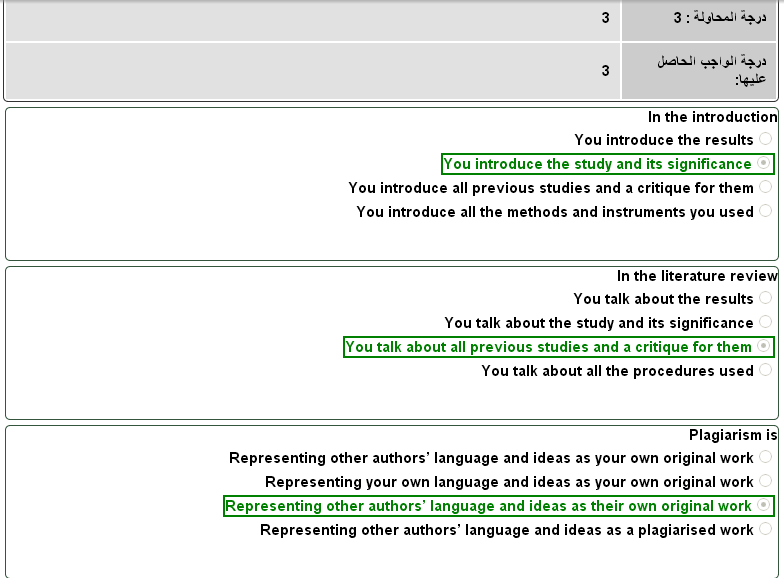 درجة المحاولة : 3
3
درجة الواجب الحاصل
عليها:
3
In the introduction
You introduce the results
You introduce the study and its significance
You introduce all previous studies and a critique for them
You introduce all the methods and instruments you used
In the literature review
You talk about the results
You talk about the study and its significance
You talk about all previous studies and a critique for them
You talk about all the procedures used
Plagiarism is
Representing other authors’ language and ideas as your own original work
Representing your own language and ideas as your own original work
Representing other authors’ language and ideas as their own original work
Representing other authors’ language and ideas as a plagiarised work